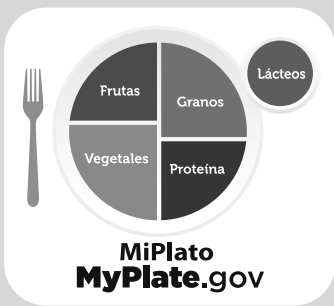 Lácteos
Frutas
Granos
Vegetales
Proteína
MiPlato
MyPlate.gov